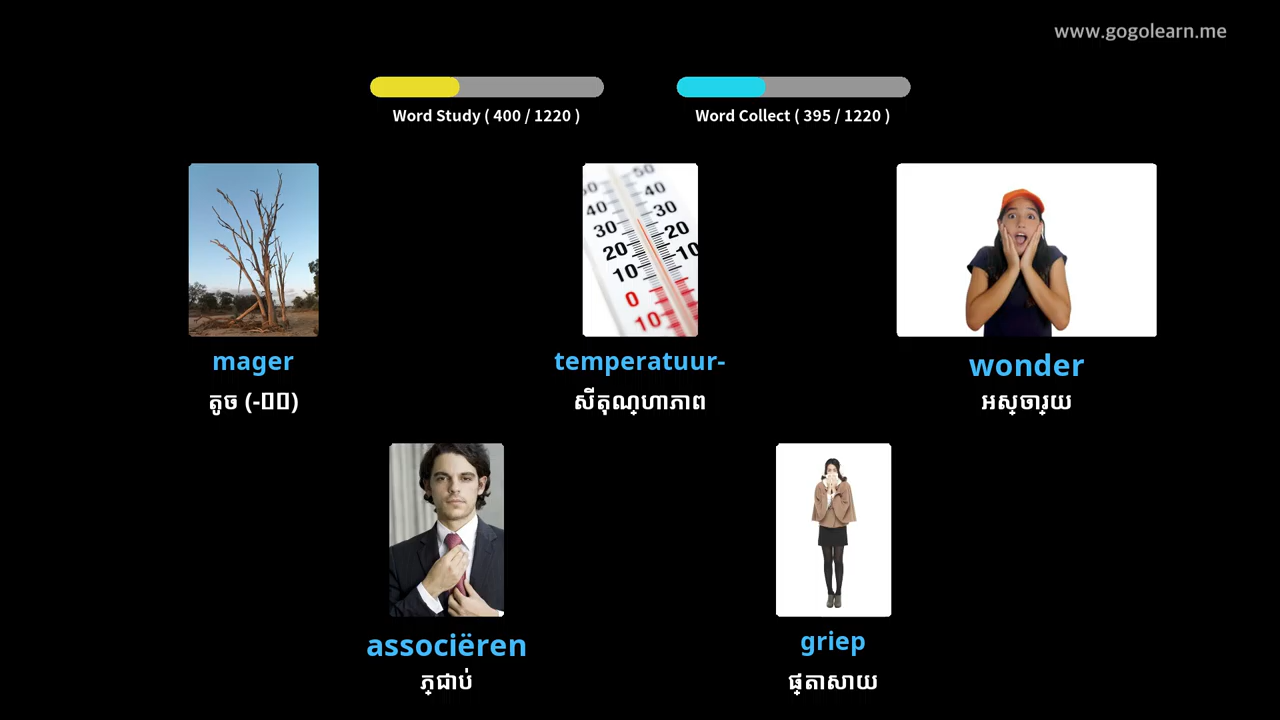 www.gogolearn.me
Word Study ( 400 / 1220 )
Word Collect ( 395 / 1220 )
mager
temperatuur-
wonder
តូច (-)
សីតុណ្ហាភាព
អស្ចារ្យ
associëren
griep
ភ្ជាប់
ផ្តាសាយ